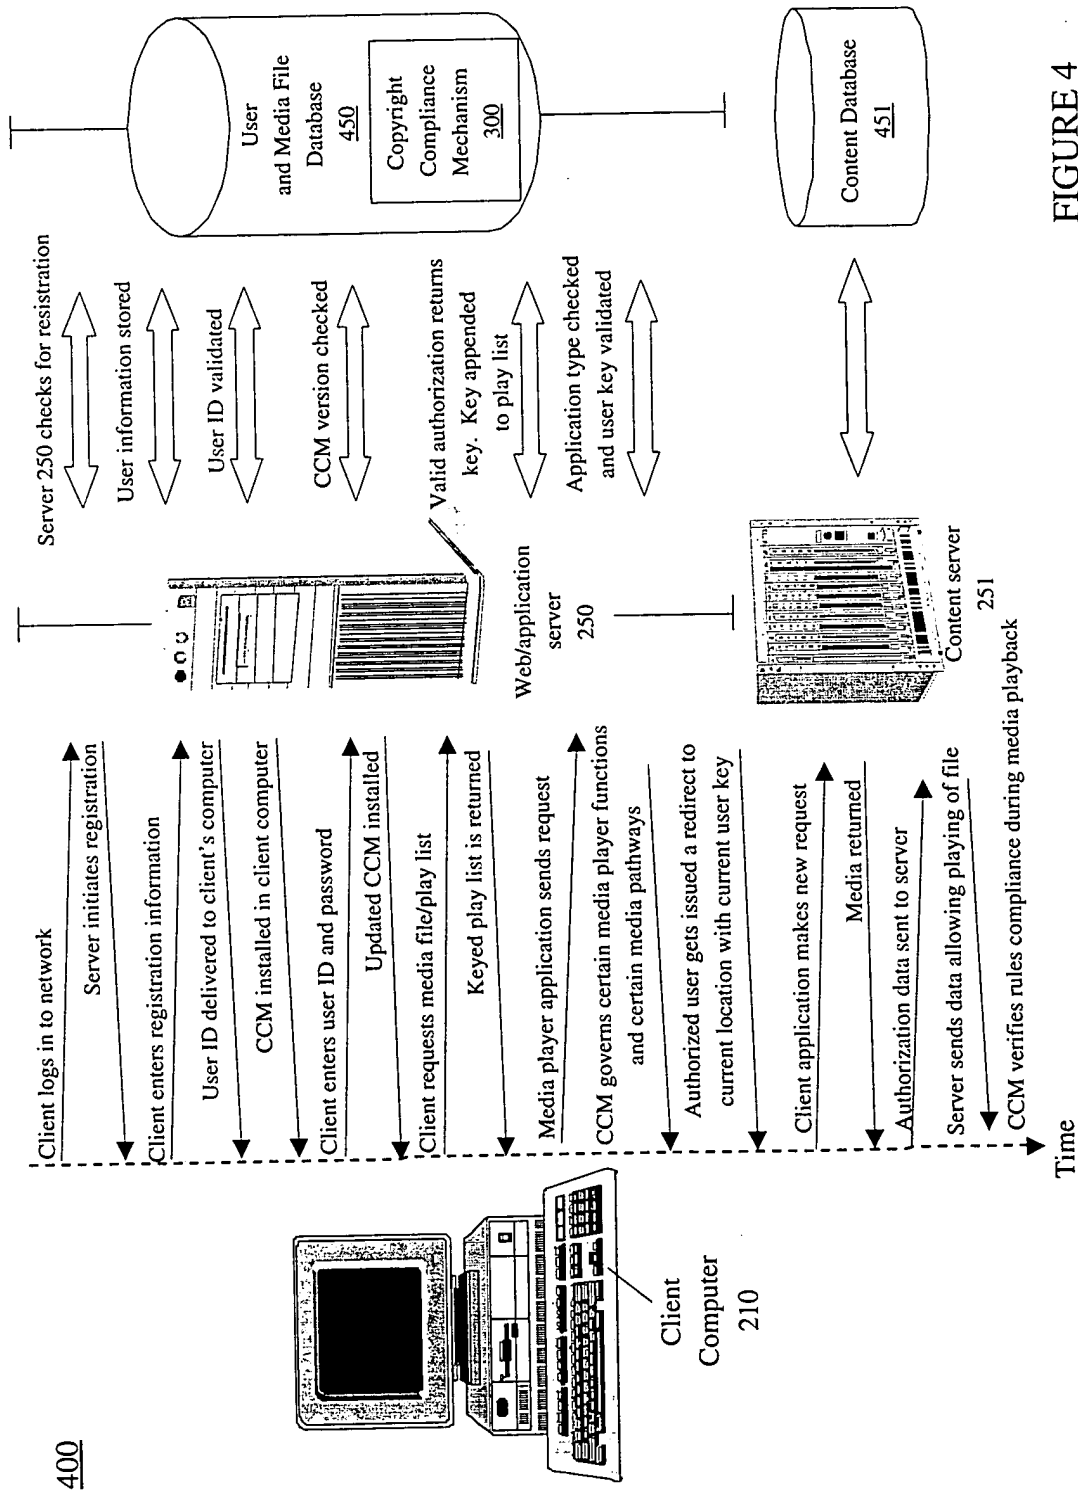 400
Client logs in to network
Server initiates registration
Client enters registration information
User ID delivered to client's computer
CCM installed in client computer
Client enters user ID and password
Updated CCM installed
Client requests media file/play list
Keyed play list is returned
Media player application sends request
CCM governs certain media player functions
and certain media pathways
Authorized user gets issued a redirect to
current location with current user key
Client application makes new request
Media returned
Authorization data sent to server
Server sends data allowing playing of file
CCM verifies rules compliance during media playback
Time
Client
Computer
210
Web/application
server
250
Content server
251
Server 250 checks for resistration
User information stored
User ID validated
CCM version checked
Valid authorization returns
key. Key appended
to play list
Application type checked
and user key validated
User
and Media File
Database
450
Copyright
Compliance
Mechanism
300
Content Database
451
FIGURE 4